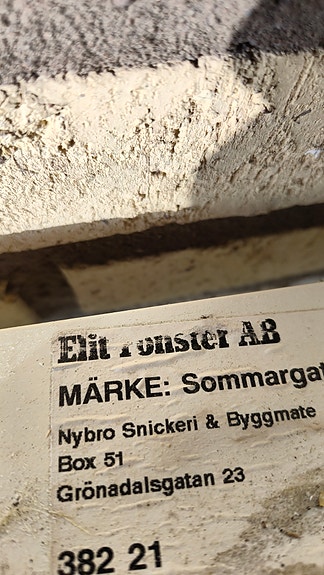 Elit Fönster AB
MÄRKE: Sommargat
Nybro Snickeri & Byggmate
Box 51
Grönadalsgatan 23
382 21